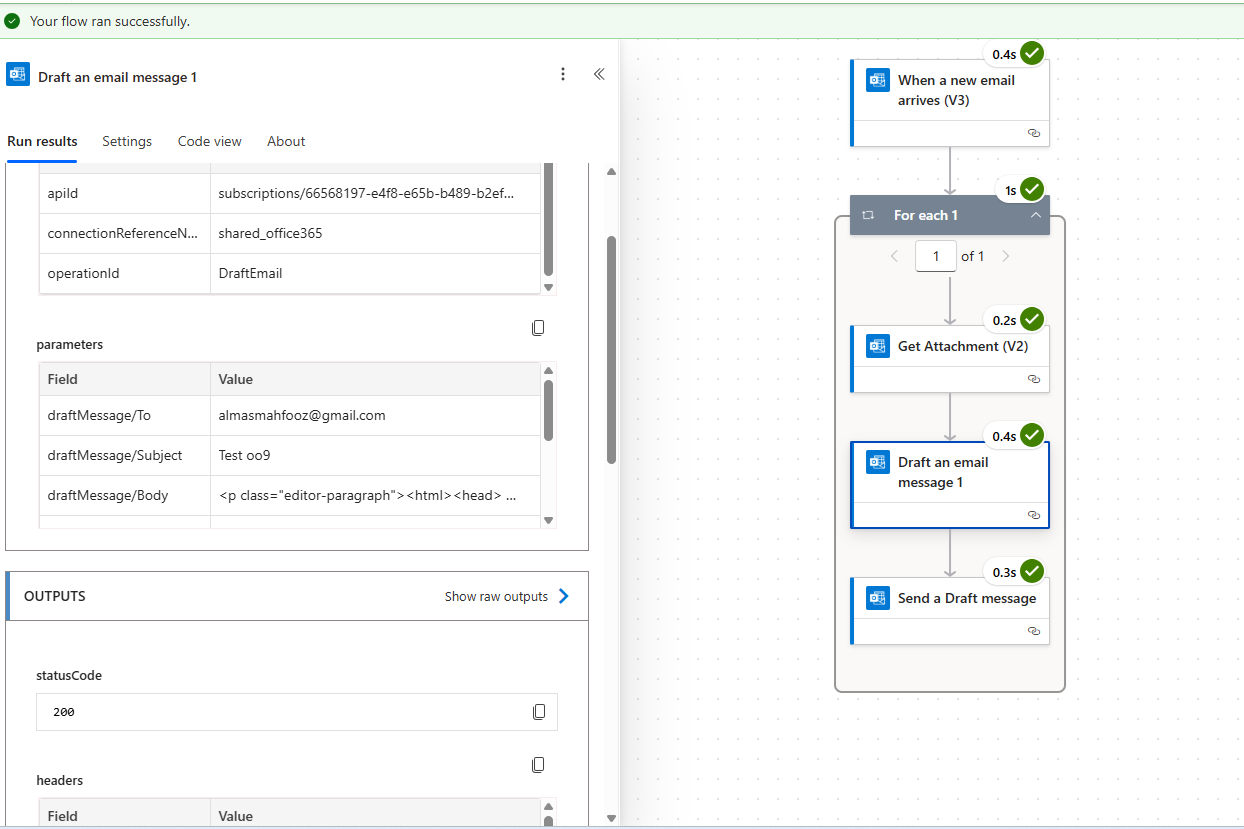 Your flow ran successfully.
Draft an email message 1
Run results Settings Code view About
apiId subscriptions/66568197-e4f8-e65b-b489-b2ef...
connectionReferenceN... shared_office365
operationId DraftEmail
parameters
Field Value
draftMessage/To almasmahfooz@gmail.com
draftMessage/Subject Test oo9
draftMessage/Body <p class="editor-paragraph"><html><head> ...
OUTPUTS Show raw outputs
statusCode
200
headers
Field Value
0.4s
When a new email
arrives (V3)
1s
For each 1
1 of 1
0.2s
Get Attachment (V2)
0.4s
Draft an email
message 1
0.3s
Send a Draft message